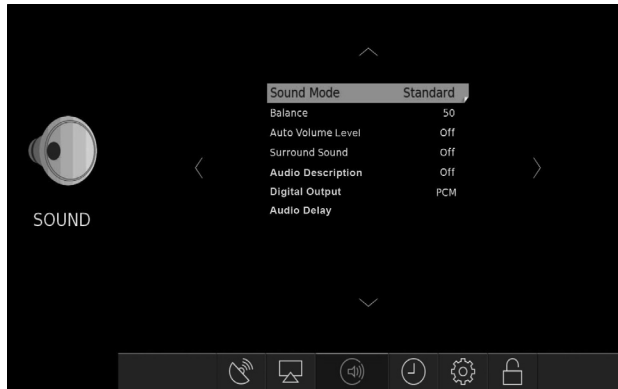 Sound Mode Standard
Balance 50
Auto Volume Level Off
Surround Sound Off
Audio Description Off
Digital Output PCM
Audio Delay
SOUND